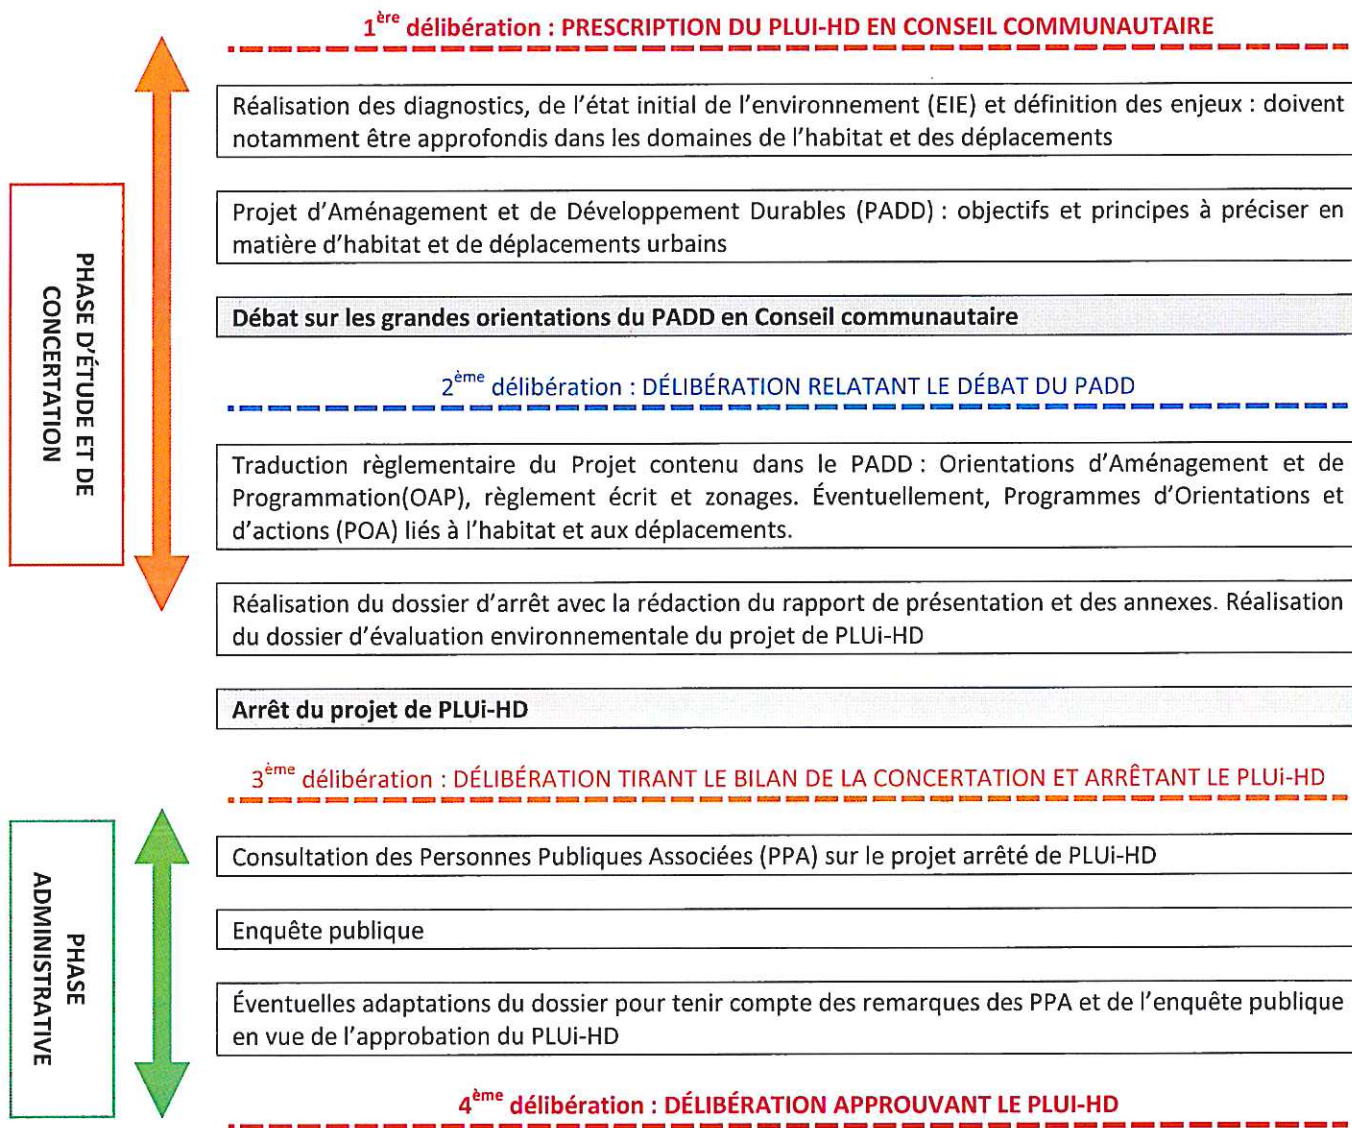 1ère délibération : PRESCRIPTION DU PLUI-HD EN CONSEIL COMMUNAUTAIRE
Réalisation des diagnostics, de l'état initial de l'environnement (EIE) et définition des enjeux : doivent
notamment être approfondis dans les domaines de l'habitat et des déplacements
Projet d'Aménagement et de Développement Durables (PADD) : objectifs et principes à préciser en
matière d'habitat et de déplacements urbains
PHASE D'ÉTUDE ET DE
CONCERTATION
Débat sur les grandes orientations du PADD en Conseil communautaire
2ème délibération : DÉLIBÉRATION RELATANT LE DÉBAT DU PADD
Traduction règlementaire du Projet contenu dans le PADD : Orientations d'Aménagement et de
Programmation(OAP), règlement écrit et zonages. Éventuellement, Programmes d'Orientations et
d'actions (POA) liés à l'habitat et aux déplacements.
Réalisation du dossier d'arrêt avec la rédaction du rapport de présentation et des annexes. Réalisation
du dossier d'évaluation environnementale du projet de PLUi-HD
Arrêt du projet de PLUi-HD
3ème délibération : DÉLIBÉRATION TIRANT LE BILAN DE LA CONCERTATION ET ARRÊTANT LE PLUi-HD
Consultation des Personnes Publiques Associées (PPA) sur le projet arrêté de PLUi-HD
PHASE
ADMINISTRATIVE
Enquête publique
Éventuelles adaptations du dossier pour tenir compte des remarques des PPA et de l'enquête publique
en vue de l'approbation du PLUi-HD
4ème délibération : DÉLIBÉRATION APPROUVANT LE PLUI-HD